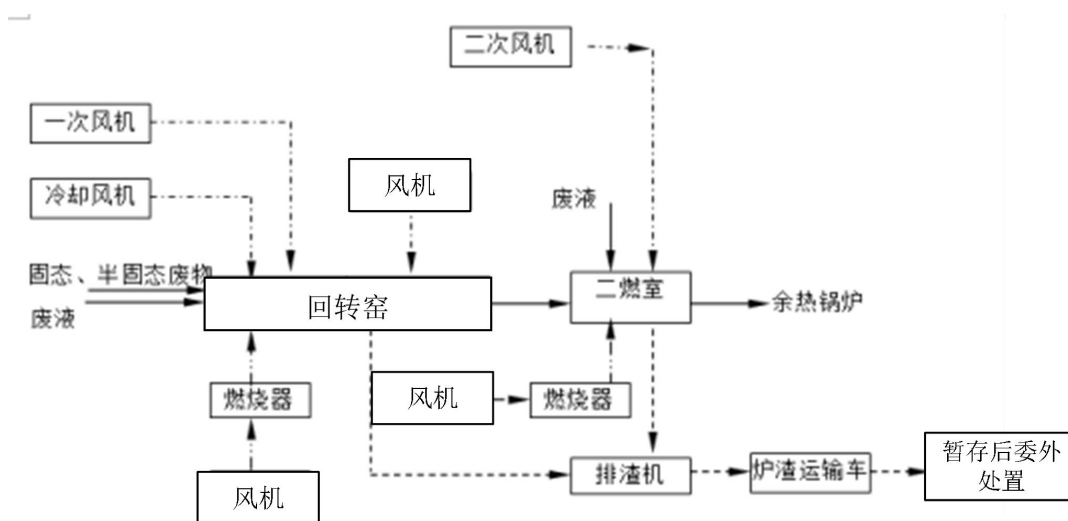 二次风机
一次风机
风机
冷却风机
废液
固态、半固态废物
二燃室
回转窑
余热锅炉
废液
燃烧器
风机
燃烧器
暂存后委外
处置
排渣机
炉渣运输车
风机